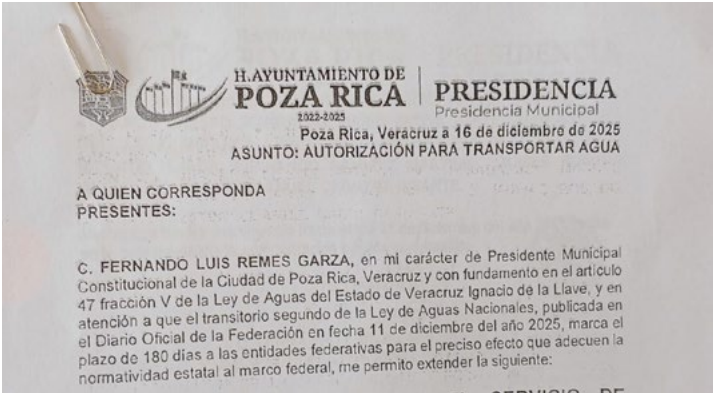 H. AYUNTAMIENTO DE
POZA RICA
2022-2025
PRESIDENCIA
Presidencia Municipal
Poza Rica, Veracruz a 16 de diciembre de 2025
ASUNTO: AUTORIZACIÓN PARA TRANSPORTAR AGUA
A QUIEN CORRESPONDA
PRESENTES:
C. FERNANDO LUIS REMES GARZA, en mi carácter de Presidente Municipal
Constitucional de la Ciudad de Poza Rica, Veracruz y con fundamento en el artículo
47 fracción V de la Ley de Aguas del Estado de Veracruz Ignacio de la Llave, y en
atención a que el transitorio segundo de la Ley de Aguas Nacionales, publicada en
el Diario Oficial de la Federación en fecha 11 de diciembre del año 2025, marca el
plazo de 180 días a las entidades federativas para el preciso efecto que adecuen la
normatividad estatal al marco federal, me permito extender la siguiente: